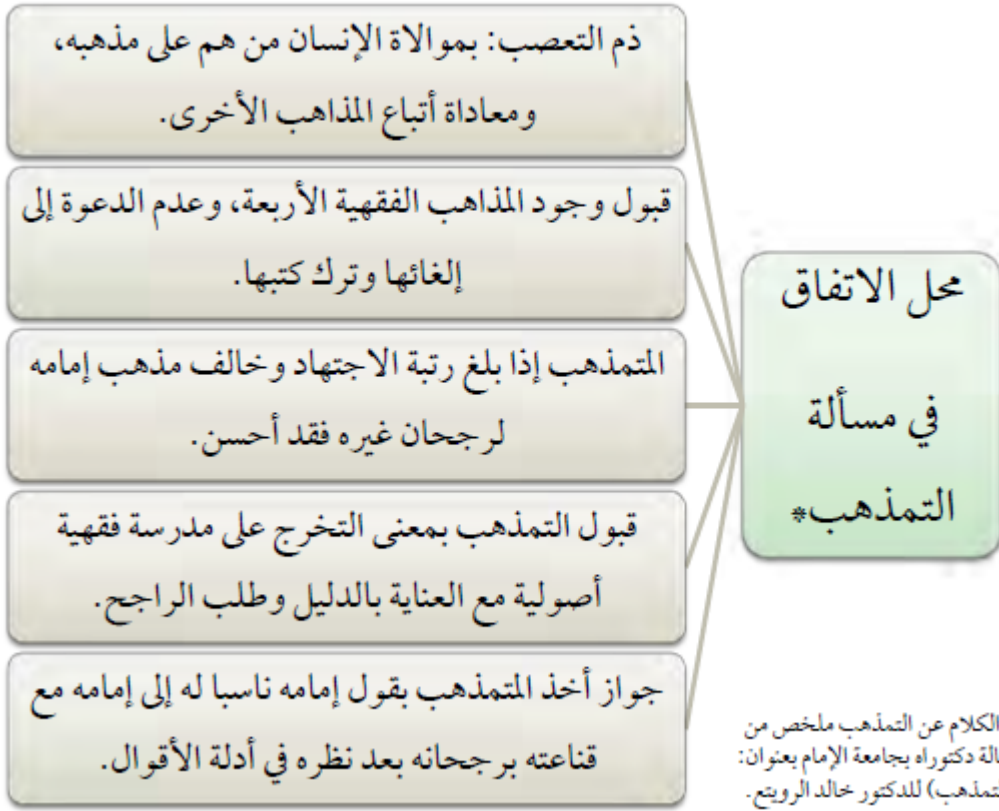 محل الاتفاق
في مسألة
التمذهب*
ذم التعصب: بموالاة الإنسان من هم على مذهبه،
ومعاداة أتباع المذاهب الأخرى.
قبول وجود المذاهب الفقهية الأربعة، وعدم الدعوة إلى
إلغائها وترك كتبها.
المتمذهب إذا بلغ رتبة الاجتهاد وخالف مذهب إمامه
لرجحان غيره فقد أحسن.
قبول التمذهب بمعنى التخرج على مدرسة فقهية
أصولية مع العناية بالدليل وطلب الراجح.
جواز أخذ المتمذهب بقول إمامه ناسبا له إلى إمامه مع
قناعته برجحانه بعد نظره في أدلة الأقوال.
الكلام عن التمذهب ملخص من
دكتوراه بجامعة الإمام بعنوان:
للدكتور خالد الرويتع.